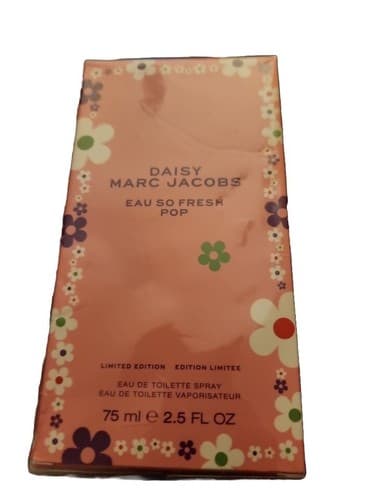 DAISY
MARC JACOBS
EAU SO FRESH
POP
LIMITED EDITION EDITION LIMITEE
EAU DE TOILETTE SPRAY
EAU DE TOILETTE VAPORISATEUR
75 ml e 2.5 FL OZ